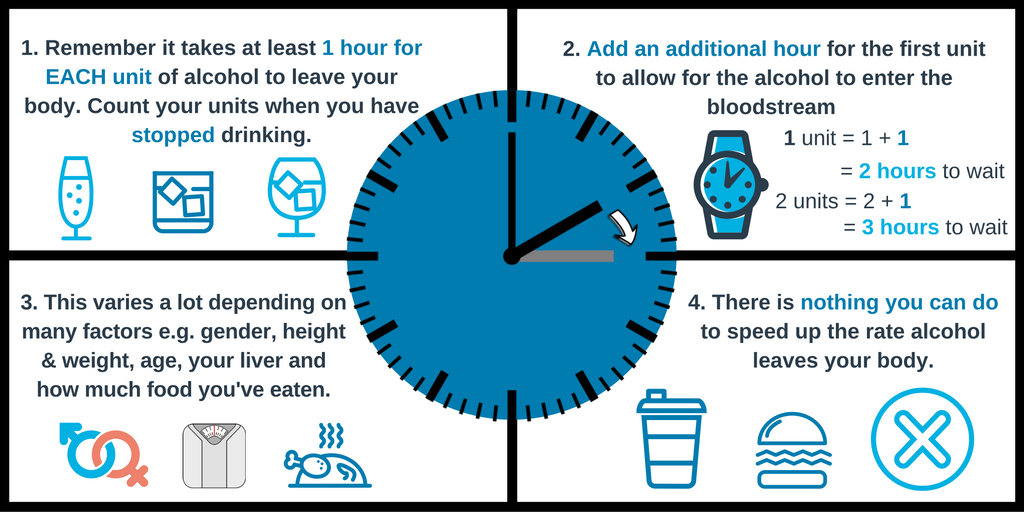 1. Remember it takes at least 1 hour for
EACH unit of alcohol to leave your
body. Count your units when you have
stopped drinking.
2. Add an additional hour for the first unit
to allow for the alcohol to enter the
bloodstream
1 unit = 1 + 1
= 2 hours to wait
2 units = 2 + 1
= 3 hours to wait
3. This varies a lot depending on
many factors e.g. gender, height
& weight, age, your liver and
how much food you've eaten.
4. There is nothing you can do
to speed up the rate alcohol
leaves your body.